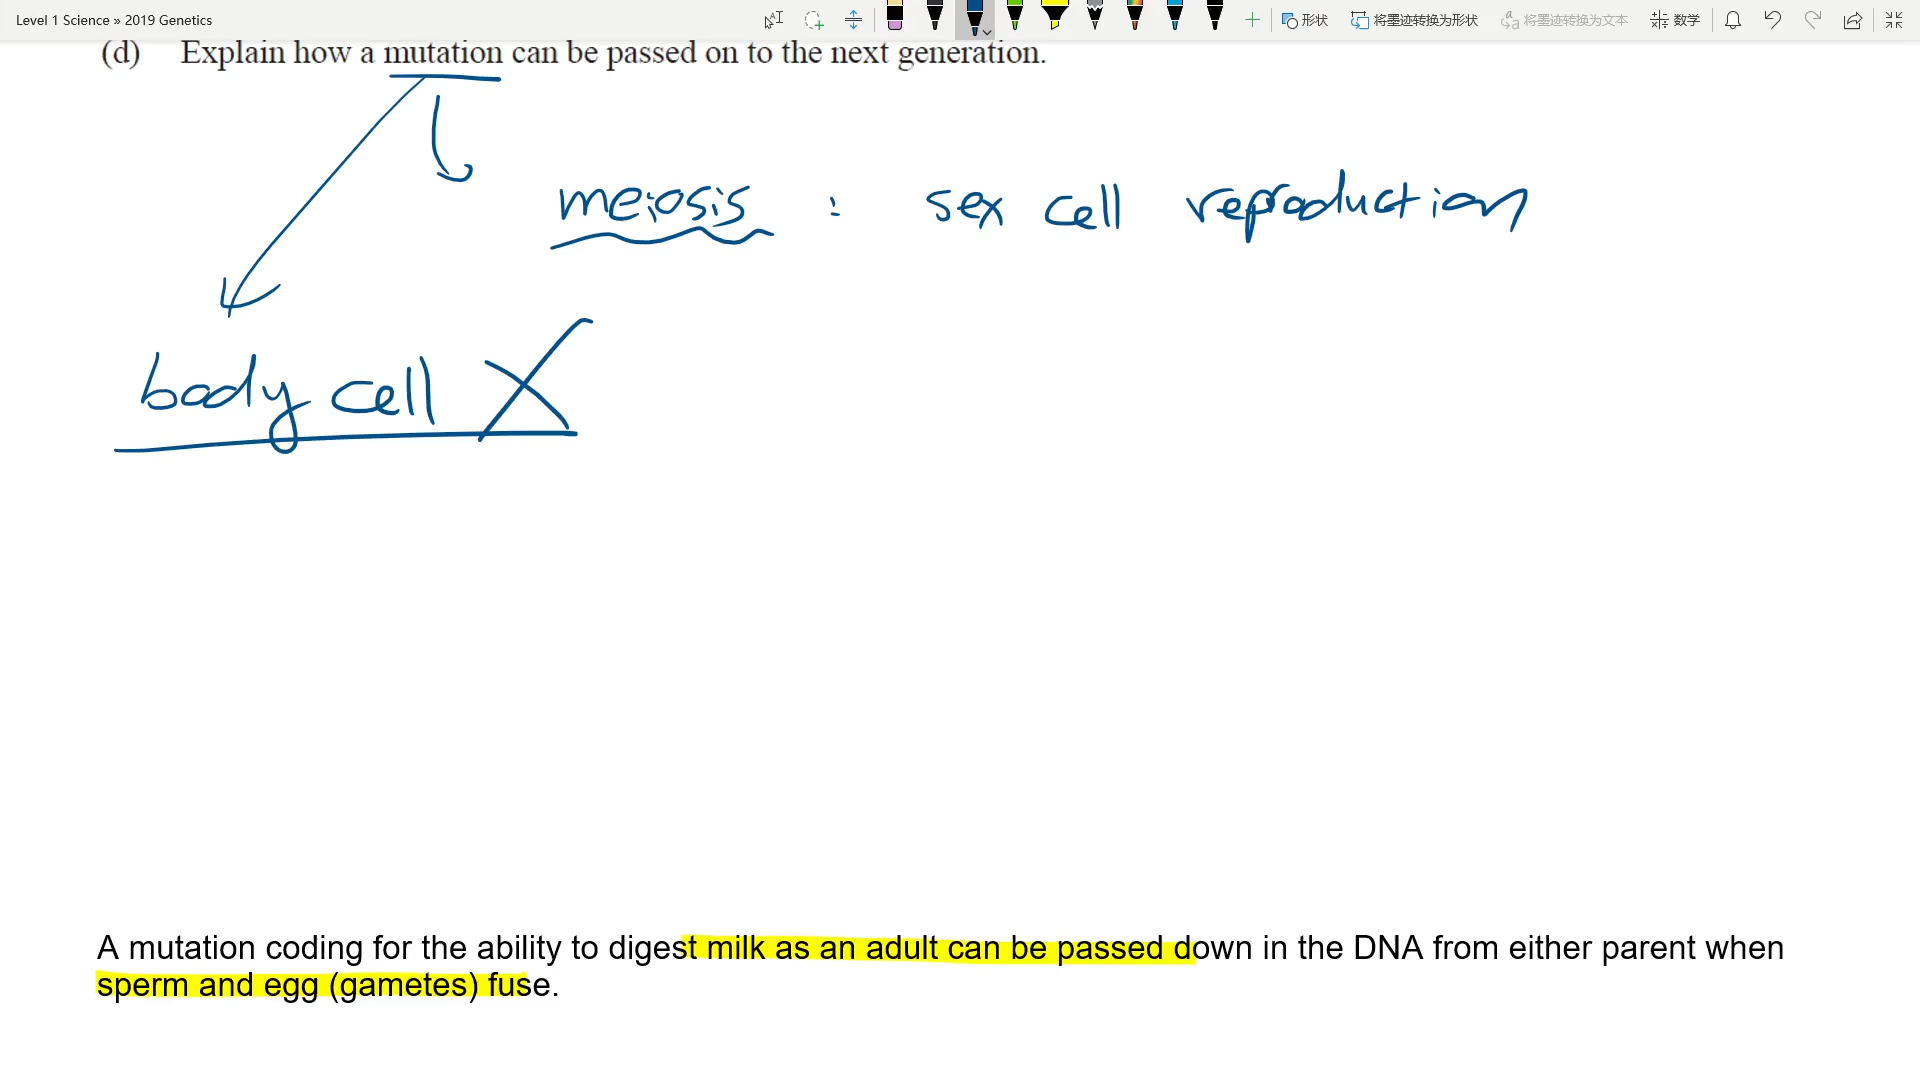 Level 1 Science » 2019 Genetics
形状
将墨迹转换为形状
将墨迹转换为文本
数学
(d) Explain how a mutation can be passed on to the next generation.
meiosis : sex cell reproduction
body cell X
A mutation coding for the ability to digest milk as an adult can be passed down in the DNA from either parent when
sperm and egg (gametes) fuse.